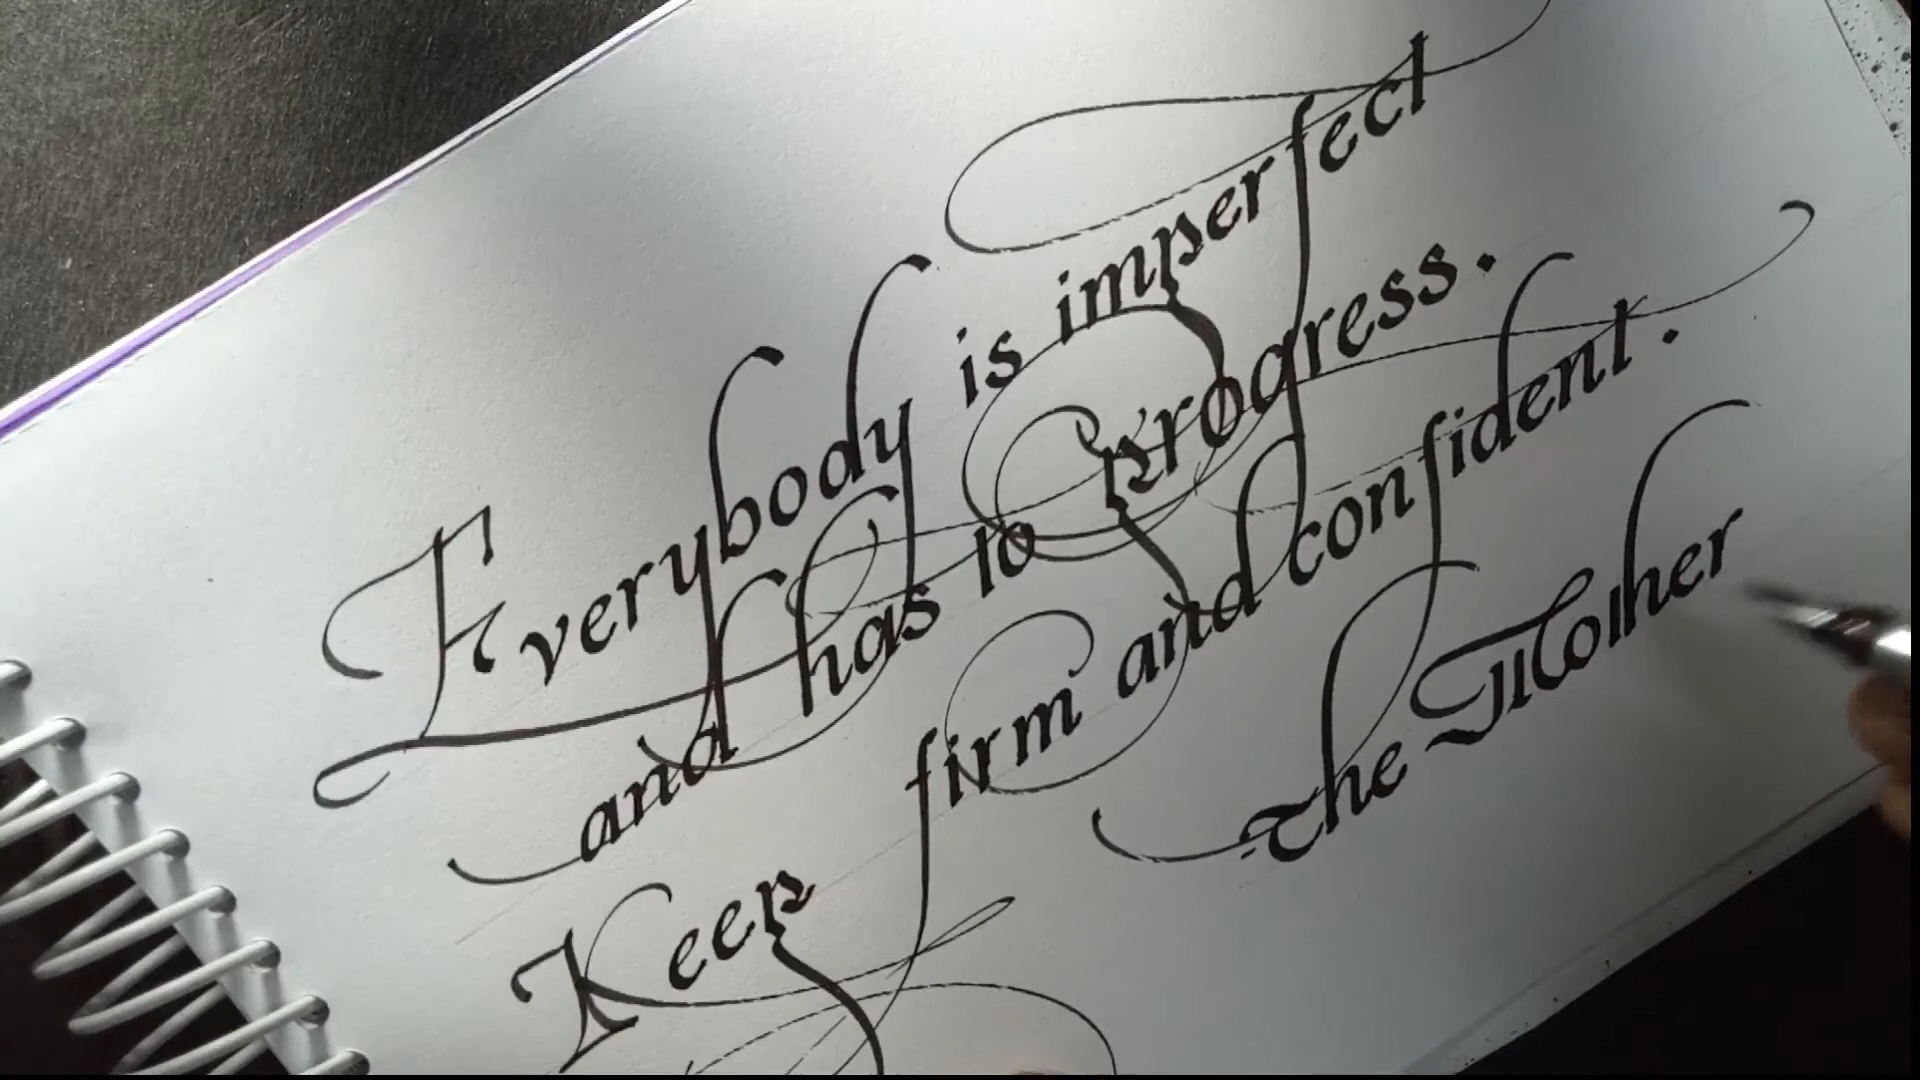 Everybody is imperfect
and has to progress.
Keep firm and confident.
The Mother